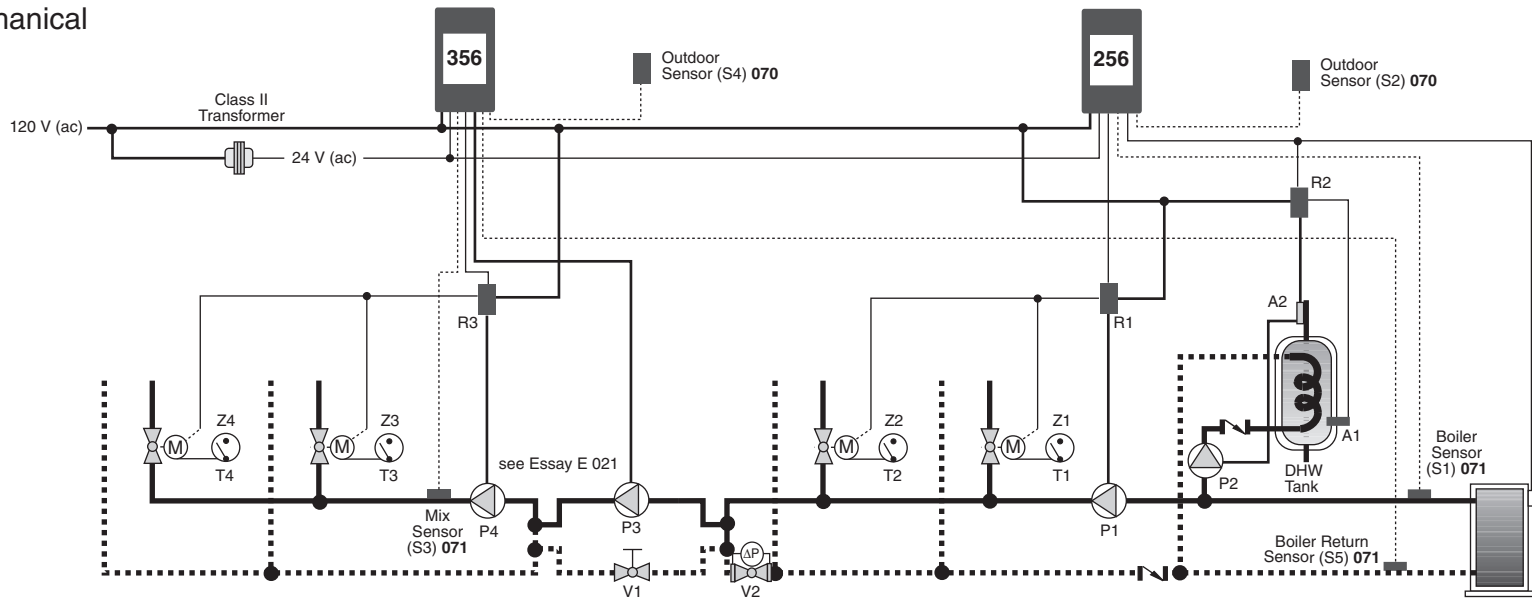 hanical
356
Outdoor
Sensor (S4) 070
256
Outdoor
Sensor (S2) 070
Class II
Transformer
120 V (ac)
24 V (ac)
R2
R3
R1
A2
Z4
M
T4
Z3
M
T3
see Essay E 021
Z2
M
T2
Z1
M
T1
A1
P2
DHW
Tank
Boiler
Sensor
(S1) 071
Mix
Sensor
(S3) 071
P4
P3
P1
Boiler Return
Sensor (S5) 071
ΔP
V1
V2